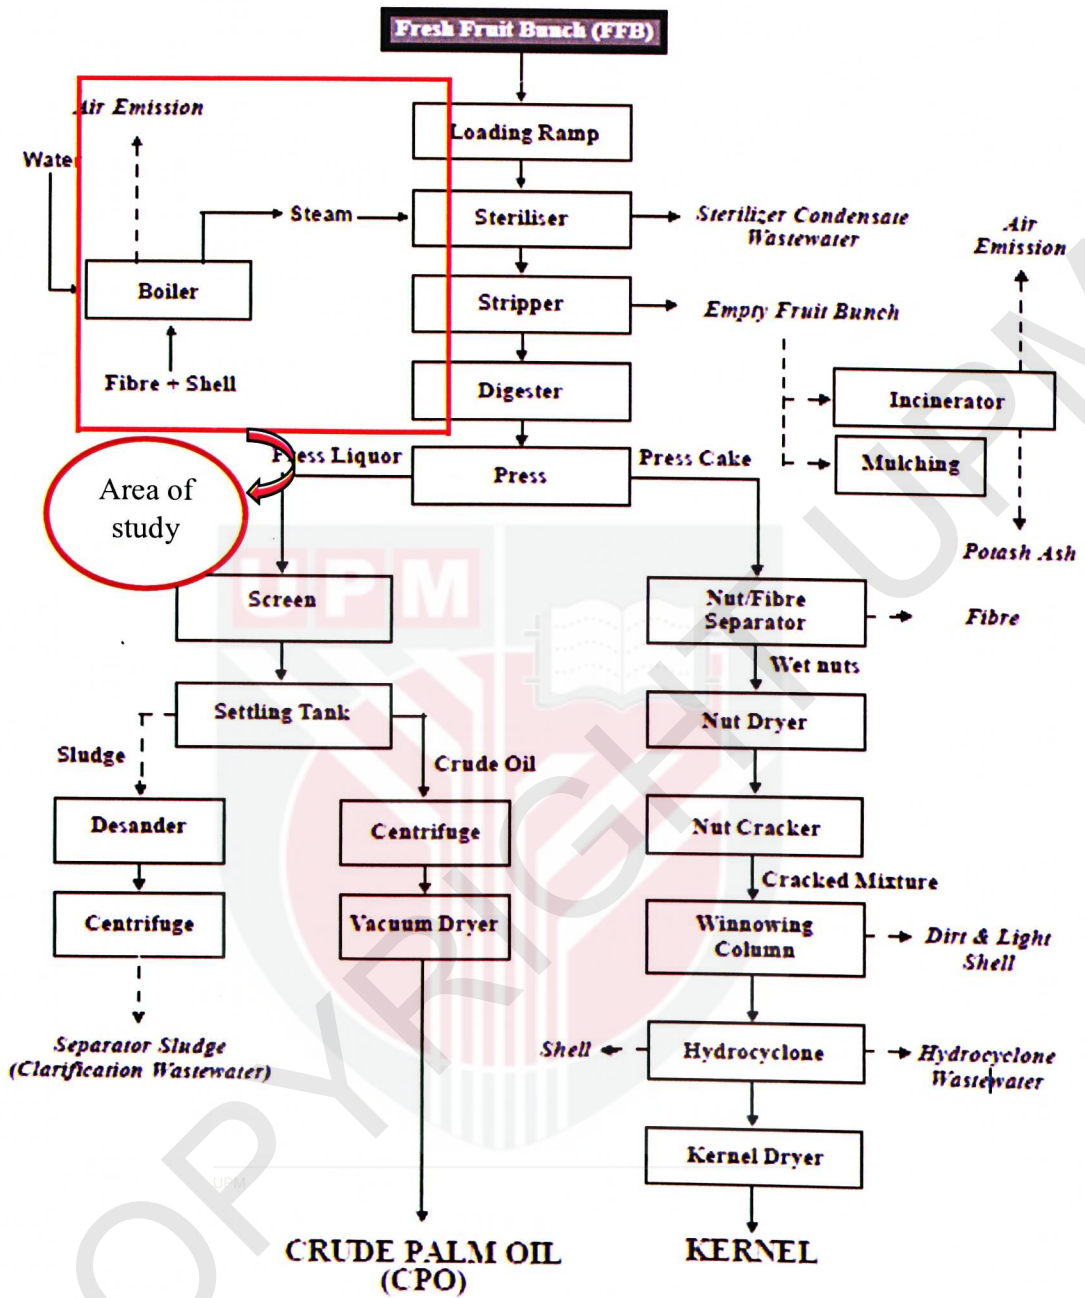 Fresh Fruit Bunch (FFB)
Air Emission
Loading Ramp
Water
Steam
Steriliser
Sterilizer Condensate
Wastewater
Air
Emission
Boiler
Stripper
Empty Fruit Bunch
Fibre + Shell
Digester
Incinerator
Press Liquor
Press
Press Cake
Mulching
Area of
study
Potash Ash
UPM
Screen
Nut/Fibre
Separator
Fibre
Wet nuts
Settling Tank
Nut Dryer
Sludge
Crude Oil
Desander
Centrifuge
Nut Cracker
Cracked Mixture
Centrifuge
Vacuum Dryer
Winnowing
Column
Dirt & Light
Shell
Separator Sludge
(Clarification Wastewater)
Shell
Hydrocyclone
Hydrocyclone
Wastewater
Kernel Dryer
UPM
CRUDE PALM OIL
(CPO)
KERNEL
COPYRIGHT UPM